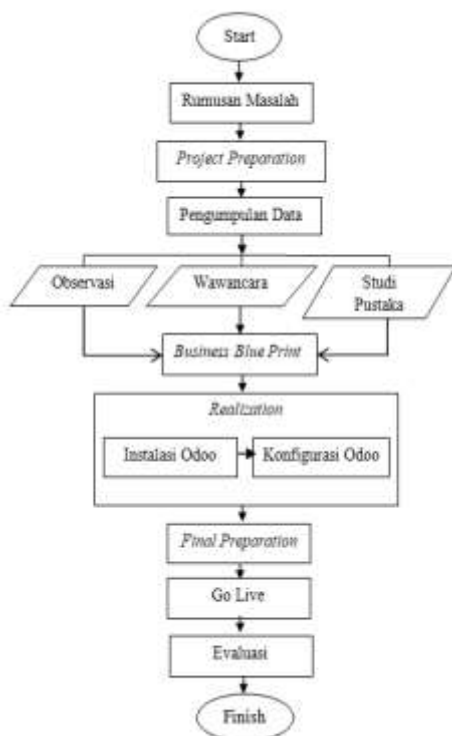 Start
Rumusan Masalah
Project Preparation
Pengumpulan Data
Observasi
Wawancara
Studi
Pustaka
Business Blue Print
Realization
Instalasi Odoo
Konfigurasi Odoo
Final Preparation
Go Live
Evaluasi
Finish